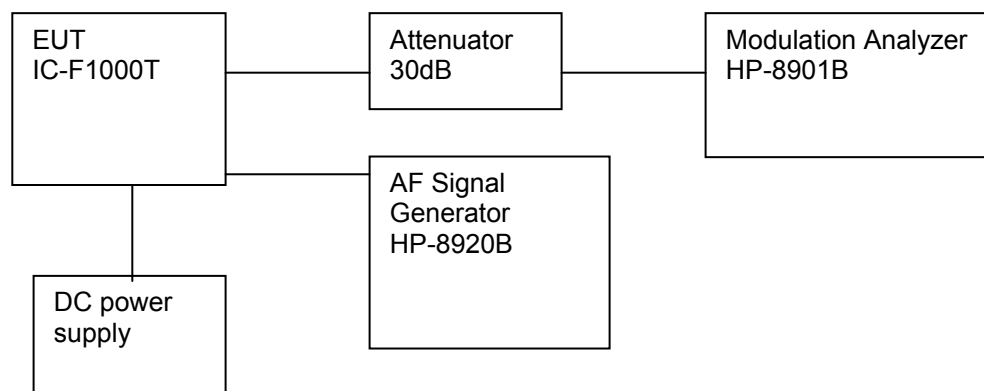 EUT
IC-F1000T
Attenuator
30dB
Modulation Analyzer
HP-8901B
AF Signal
Generator
HP-8920B
DC power
supply